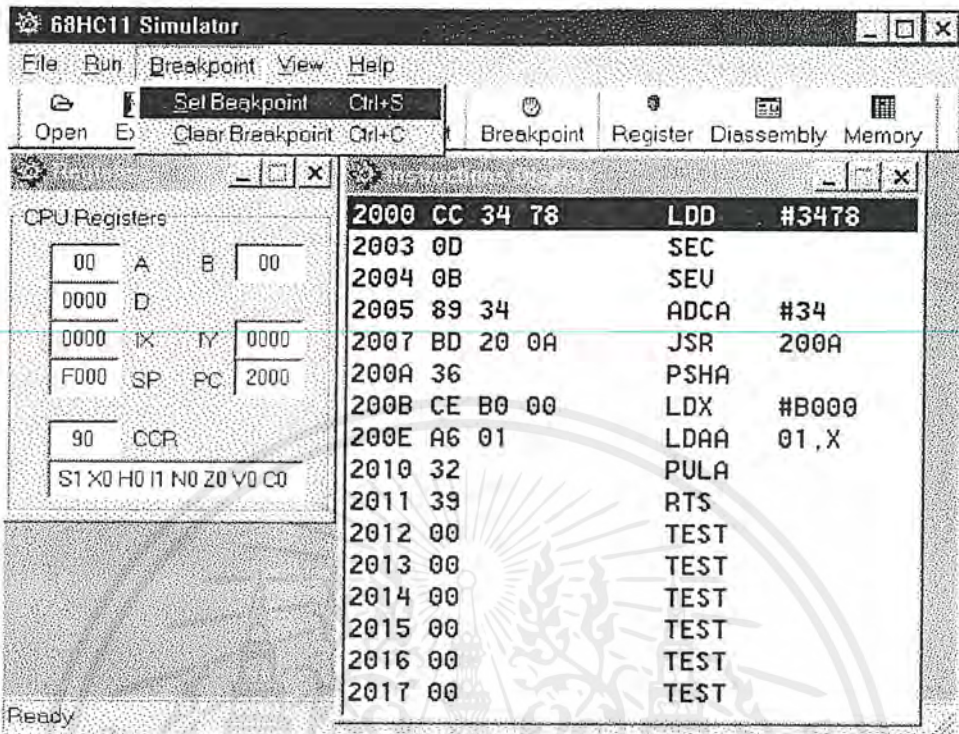 68HC11 Simulator
File Run Breakpoint View Help
Set Beakpoint Ctrl+S
Clear Breakpoint Ctrl+C
Open Breakpoint Register Diassembly Memory
CPU Registers
00 A B 00
0000 D
0000 IX IY 0000
F000 SP PC 2000
90 CCR
S1 X0 H0 I1 N0 Z0 V0 C0
Instructions Display
2000 CC 34 78 LDD #3478
2003 0D SEC
2004 0B SEV
2005 89 34 ADCA #34
2007 BD 20 0A JSR 200A
200A 36 PSHA
200B CE B0 00 LDX #B000
200E A6 01 LDAA 01,X
2010 32 PULA
2011 39 RTS
2012 00 TEST
2013 00 TEST
2014 00 TEST
2015 00 TEST
2016 00 TEST
2017 00 TEST
Ready